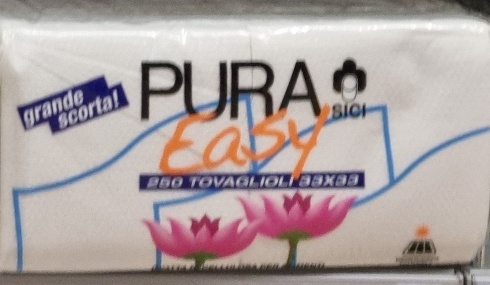 grande
scorta!
PURA
SICI
Easy
250 TOVAGLIOLI 33X33